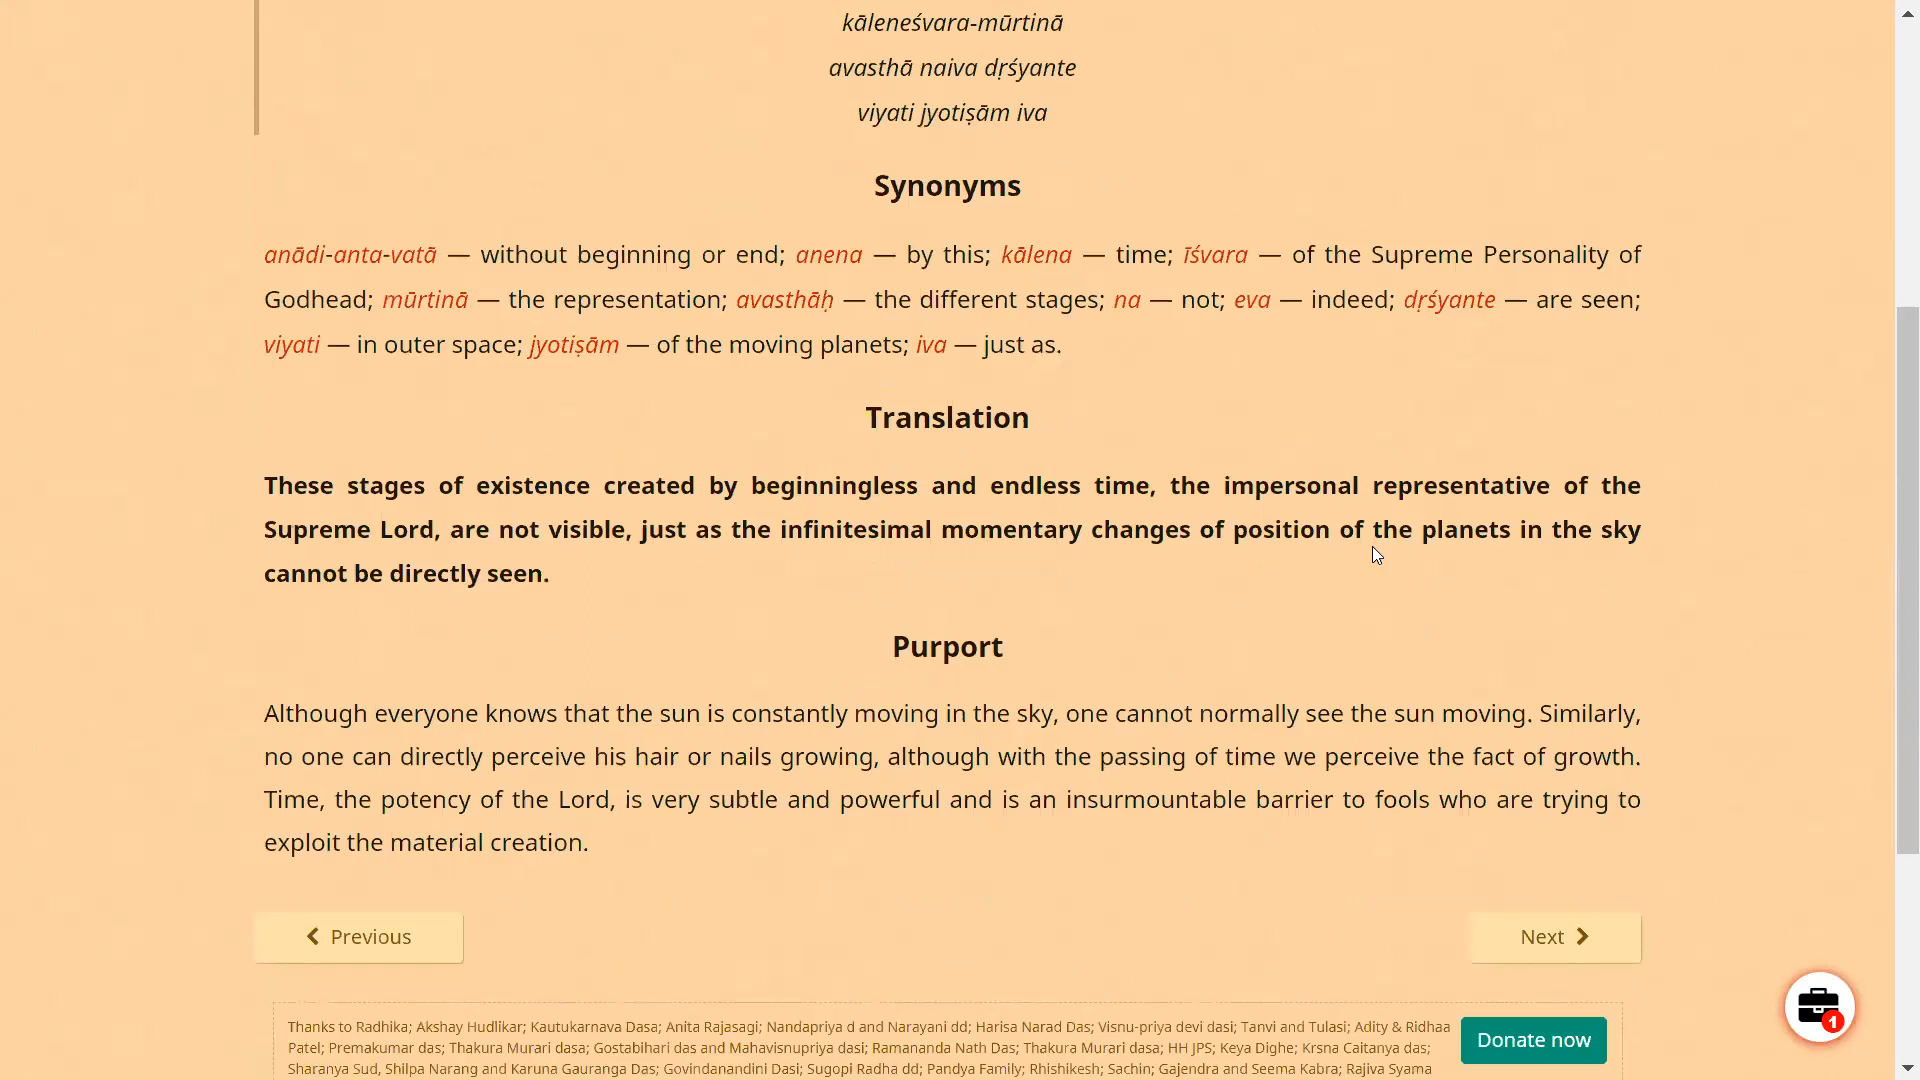 kāleneśvara-mūrtinā
avasthā naiva dṛśyante
viyati jyotiṣām iva
Synonyms
anādi-anta-vatā — without beginning or end; anena — by this; kālena — time; īśvara — of the Supreme Personality of
Godhead; mūrtinā — the representation; avasthāḥ — the different stages; na — not; eva — indeed; dṛśyante — are seen;
viyati — in outer space; jyotiṣām — of the moving planets; iva — just as.
Translation
These stages of existence created by beginningless and endless time, the impersonal representative of the
Supreme Lord, are not visible, just as the infinitesimal momentary changes of position of the planets in the sky
cannot be directly seen.
Purport
Although everyone knows that the sun is constantly moving in the sky, one cannot normally see the sun moving. Similarly,
no one can directly perceive his hair or nails growing, although with the passing of time we perceive the fact of growth.
Time, the potency of the Lord, is very subtle and powerful and is an insurmountable barrier to fools who are trying to
exploit the material creation.
Previous
Next
Thanks to Radhika; Akshay Hudlikar; Kautukarnava Dasa; Anita Rajasagi; Nandapriya d and Narayani dd; Harisa Narad Das; Visnu-priya devi dasi; Tanvi and Tulasi; Adity & Ridhaa
Patel; Premakumar das; Thakura Murari dasa; Gostabihari das and Mahavisnupriya dasi; Ramananda Nath Das; Thakura Murari dasa; HH JPS; Keya Dighe; Krsna Caitanya das;
Sharanya Sud, Shilpa Narang and Karuna Gauranga Das; Govindanandini Dasi; Sugopi Radha dd; Pandya Family; Rhishikesh; Sachin; Gajendra and Seema Kabra; Rajiva Syama
Donate now
1